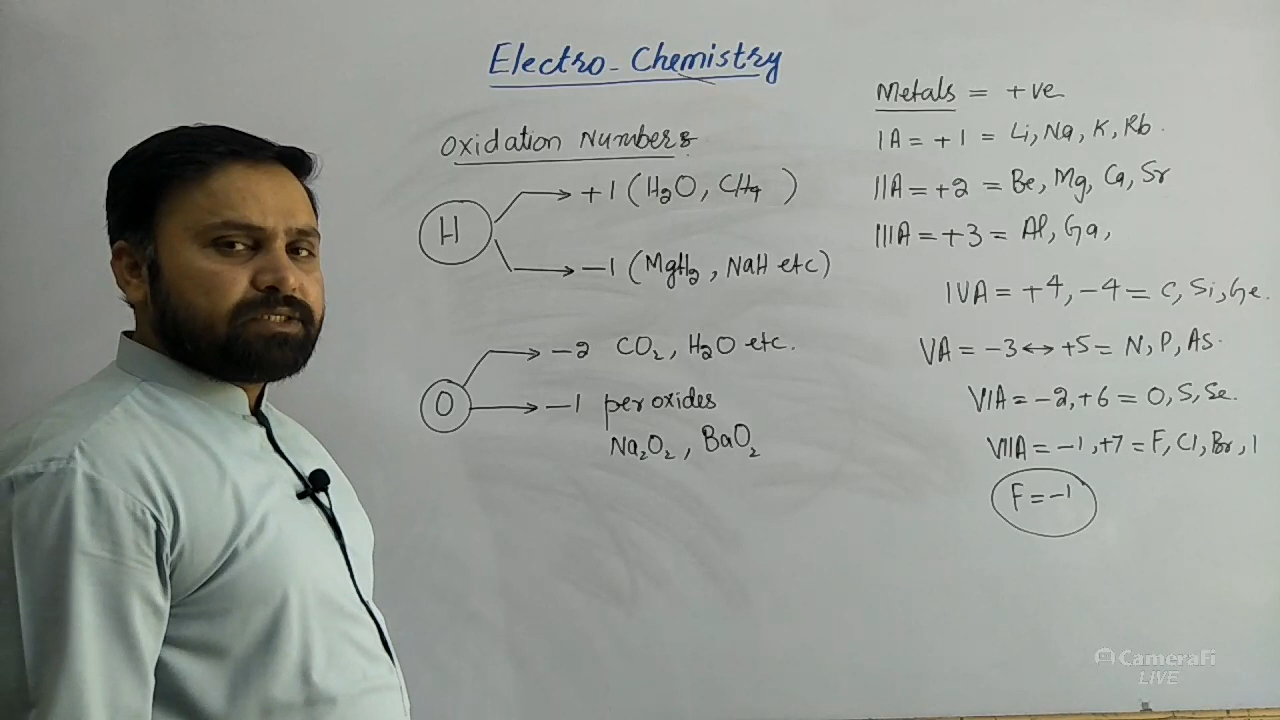 Electro-Chemistry
Oxidation Numbers
H
+1 (H₂O, CH₄ )
-1 (MgH₂, NaH etc)
O
-2 CO₂, H₂O etc.
-1 peroxides
Na₂O₂, BaO₂
Metals = +ve
IA = +1 = Li, Na, K, Rb.
IIA = +2 = Be, Mg, Ca, Sr
IIIA = +3 = Al, Ga,
IVA = +4, -4 = C, Si, Ge.
VA = -3 ↔ +5 = N, P, As.
VIA = -2, +6 = O, S, Se.
VIIA = -1, +7 = F, Cl, Br, I
F = -1
CameraFi
LIVE